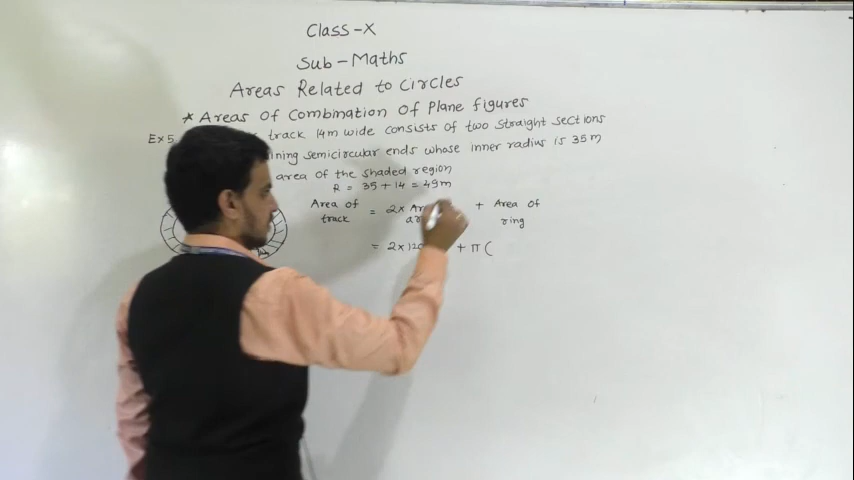 Class-X
Sub-Maths
Areas Related to Circles
* Areas Of Combination Of Plane figures
Ex 5 track 14m wide consists of two straight sections
semicircular ends whose inner radius is 35m
area of the shaded region
R = 35 + 14 = 49m
Area of track = 2x + Area of ring
= 2x + π (